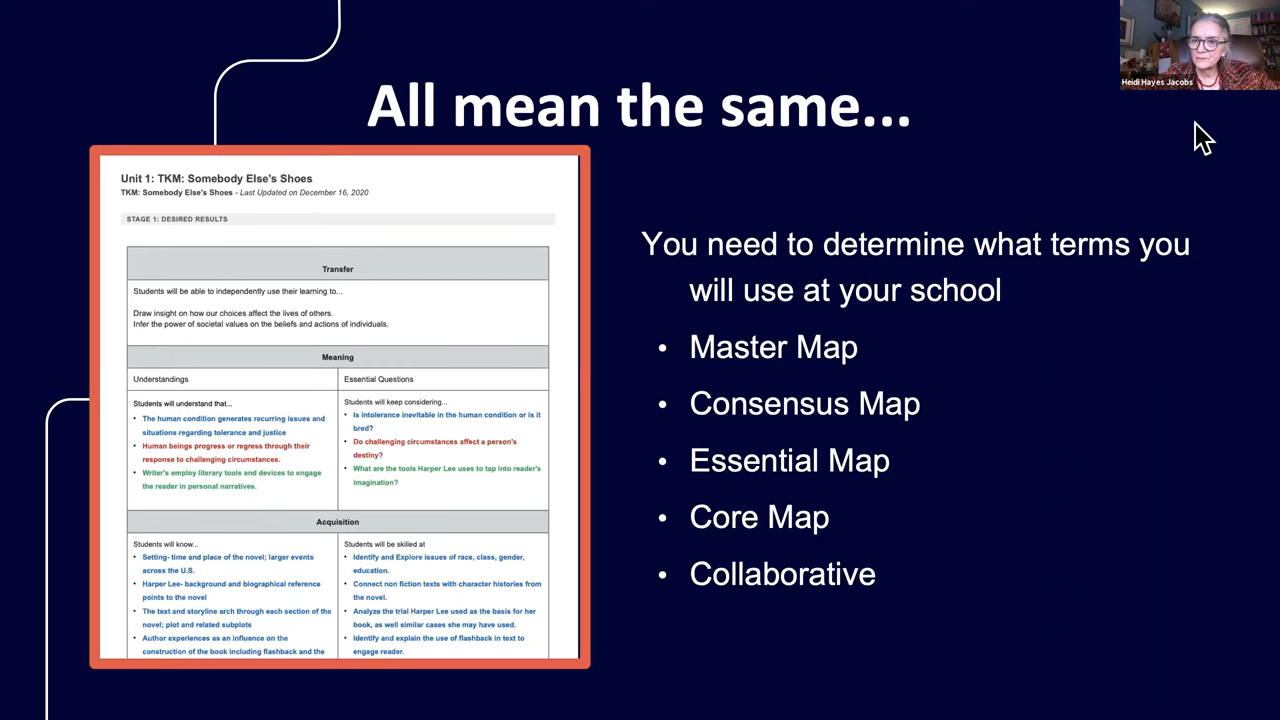 Heidi Hayes Jacobs
All mean the same...
Unit 1: TKM: Somebody Else's Shoes
TKM: Somebody Else's Shoes - Last Updated on December 16, 2020
STAGE 1: DESIRED RESULTS
Transfer
Students will be able to independently use their learning to...
Draw insight on how our choices affect the lives of others.
Infer the power of societal values on the beliefs and actions of individuals.
Meaning
Understandings
Students will understand that...
• The human condition generates recurring issues and
situations regarding tolerance and justice
• Human beings progress or regress through their
response to challenging circumstances.
• Writer's employ literary tools and devices to engage
the reader in personal narratives.
Essential Questions
Students will keep considering...
• Is intolerance inevitable in the human condition or is it
bred?
• Do challenging circumstances affect a person's
destiny?
• What are the tools Harper Lee uses to tap into reader's
imagination?
Acquisition
Students will know...
• Setting- time and place of the novel; larger events
across the U.S.
• Harper Lee- background and biographical reference
points to the novel
• The text and storyline arch through each section of the
novel; plot and related subplots
• Author experiences as an influence on the
construction of the book including flashback and the
Students will be skilled at
• Identify and Explore issues of race, class, gender,
education.
• Connect non fiction texts with character histories from
the novel.
• Analyze the trial Harper Lee used as the basis for her
book, as well similar cases she may have used.
• Identify and explain the use of flashback in text to
engage reader.
You need to determine what terms you
will use at your school
• Master Map
• Consensus Map
• Essential Map
• Core Map
• Collaborative